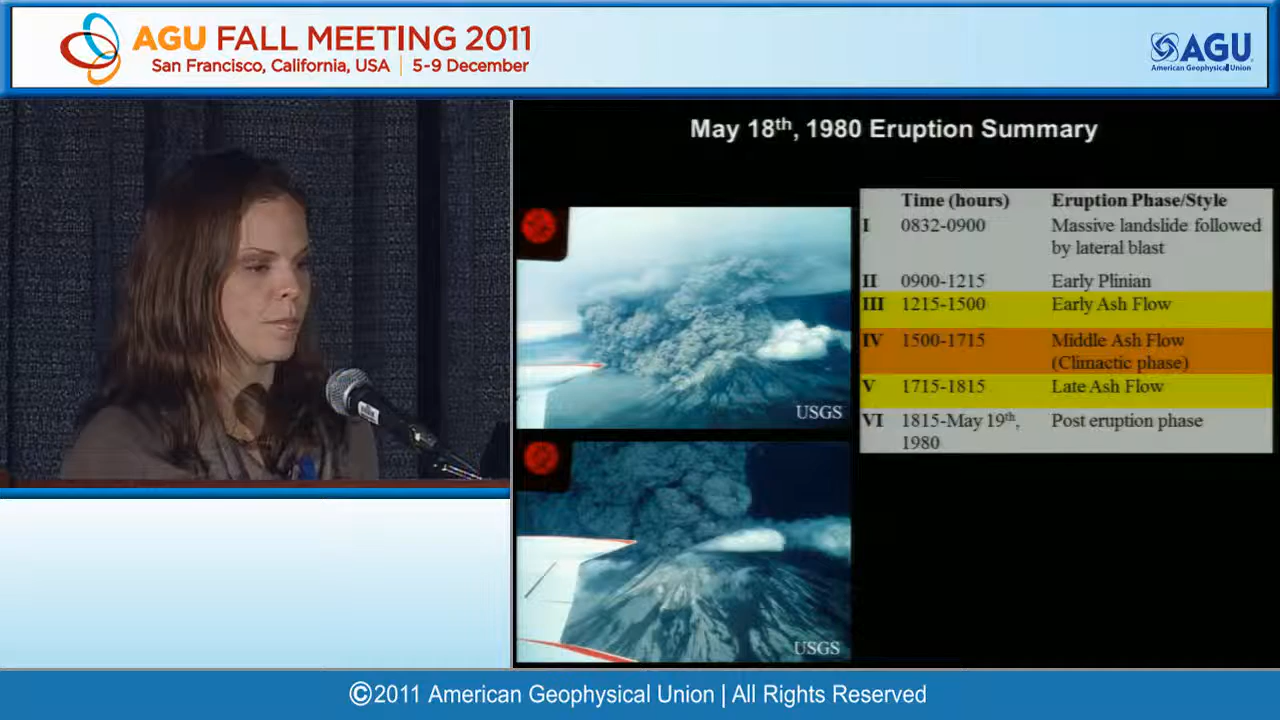 AGU FALL MEETING 2011
San Francisco, California, USA | 5-9 December
AGU
American Geophysical Union
May 18th, 1980 Eruption Summary
Time (hours) Eruption Phase/Style
I 0832-0900 Massive landslide followed
by lateral blast
II 0900-1215 Early Plinian
III 1215-1500 Early Ash Flow
IV 1500-1715 Middle Ash Flow
(Climactic phase)
V 1715-1815 Late Ash Flow
VI 1815-May 19th, Post eruption phase
1980
USGS
USGS
©2011 American Geophysical Union | All Rights Reserved